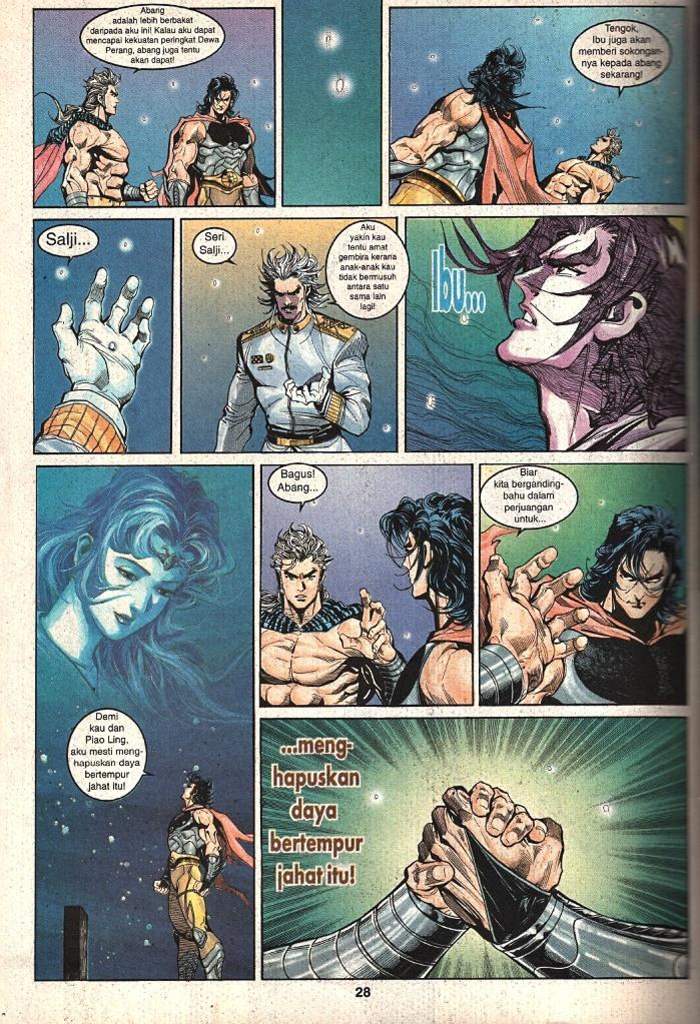 Abang
adalah lebih berbakat
daripada aku ini! Kalau aku dapat
mencapai kekuatan peringkat Dewa
Perang, abang juga tentu
akan dapat!
Tengok,
Ibu juga akan
memberi sokongan-
nya kepada abang
sekarang!
Salji...
Seri
Salji...
Aku
yakin kau
tentu amat
gembira kerana
anak-anak kau
tidak bermusuh
antara satu
sama lain
lagi!
Ibu...
Demi
kau dan
Piao Ling,
aku mesti meng-
hapuskan daya
bertempur
jahat itu!
Bagus!
Abang...
Biar
kita berganding-
bahu dalam
perjuangan
untuk...
...meng-
hapuskan
daya
bertempur
jahat itu!
28